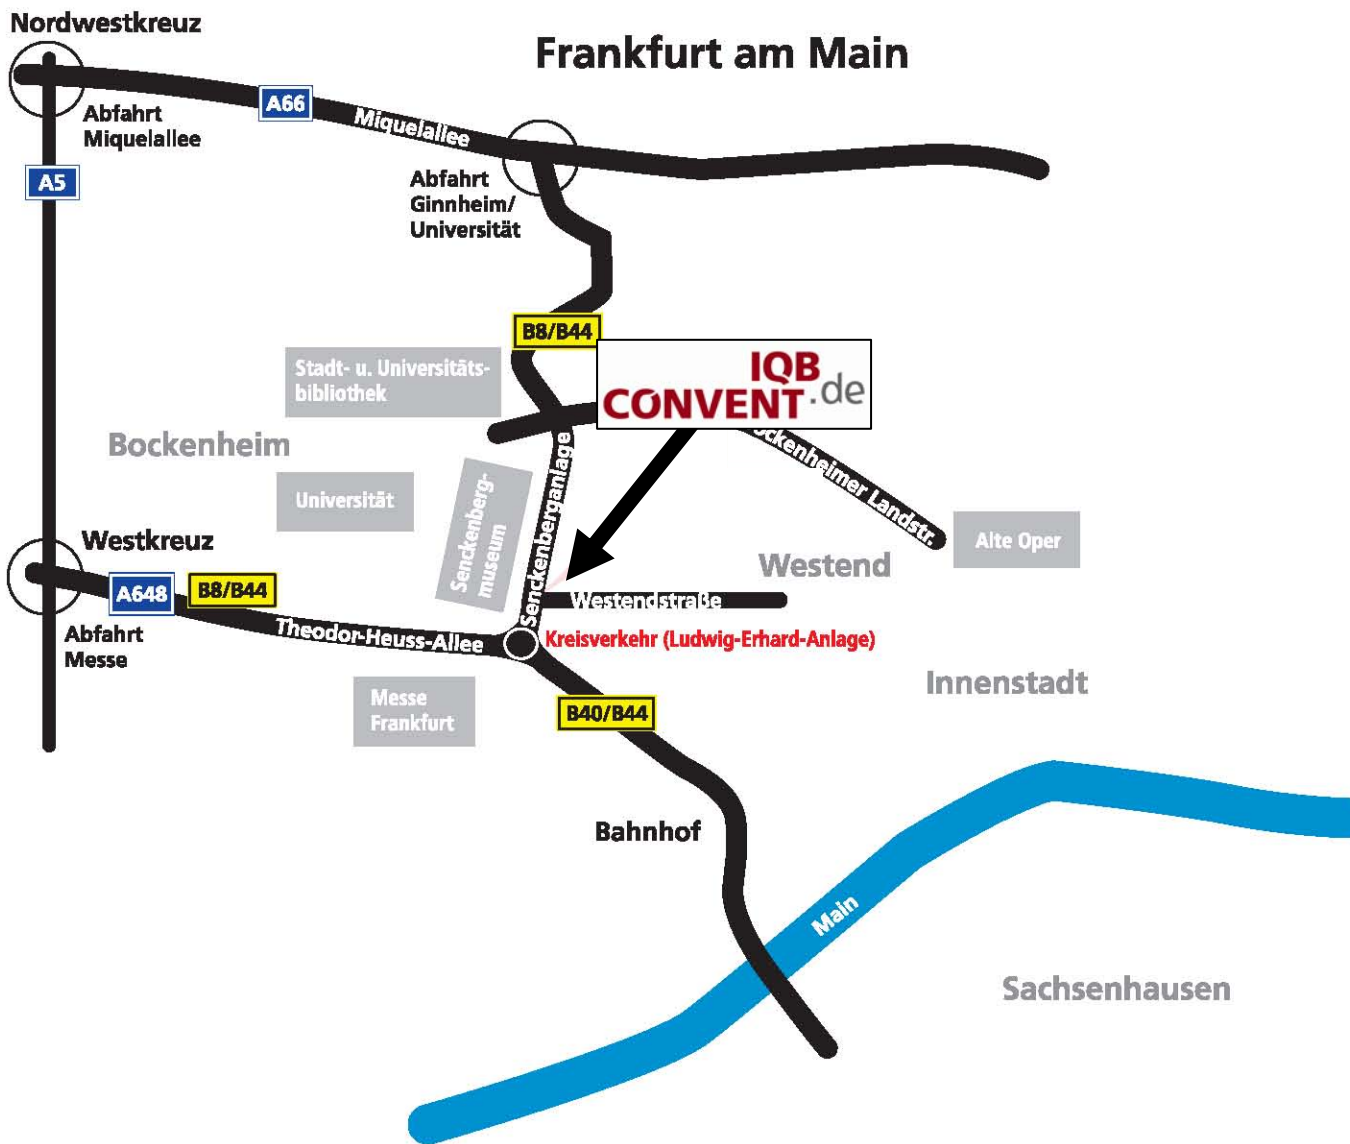 Nordwestkreuz
Frankfurt am Main
A66
Abfahrt
Miquelallee
Miquelallee
A5
Abfahrt
Ginnheim/
Universität
B8/B44
Stadt- u. Universitäts-
bibliothek
IQB
CONVENT.de
Bockenheim
ockenheimer Landstr.
Senckenberganlage
Senckenberg-
museum
Universität
Alte Oper
Westkreuz
Westend
A648
B8/B44
Westendstraße
Theodor-Heuss-Allee
Kreisverkehr (Ludwig-Erhard-Anlage)
Abfahrt
Messe
Innenstadt
Messe
Frankfurt
B40/B44
Bahnhof
Main
Sachsenhausen